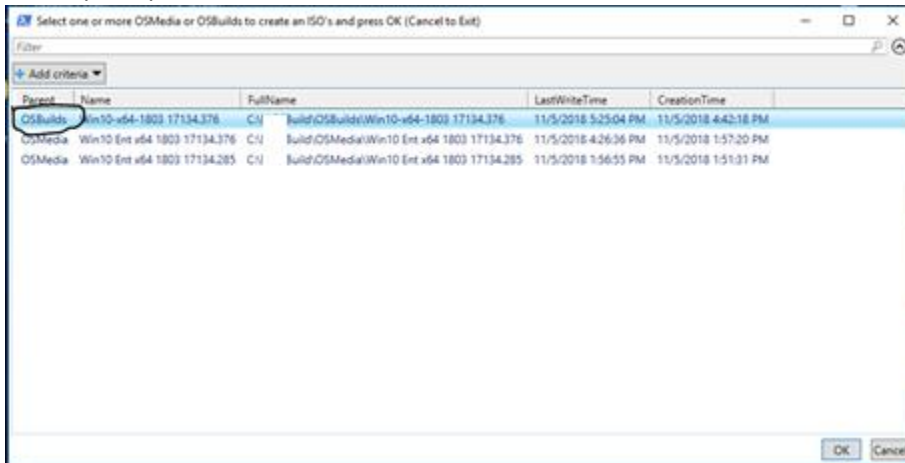 Select one or more OSMedia or OSBuilds to create an ISO's and press OK (Cancel to Exit)
Filter
Add criteria
Parent Name FullName LastWriteTime CreationTime
OSBuilds Win10-x64-1803 17134.376 C:\ Build\OSBuilds\Win10-x64-1803 17134.376 11/5/2018 5:25:04 PM 11/5/2018 4:42:18 PM
OSMedia Win10 Ent x64 1803 17134.376 C:\ Build\OSMedia\Win10 Ent x64 1803 17134.376 11/5/2018 4:26:36 PM 11/5/2018 1:57:20 PM
OSMedia Win10 Ent x64 1803 17134.285 C:\ Build\OSMedia\Win10 Ent x64 1803 17134.285 11/5/2018 1:56:55 PM 11/5/2018 1:51:31 PM
OK Cancel